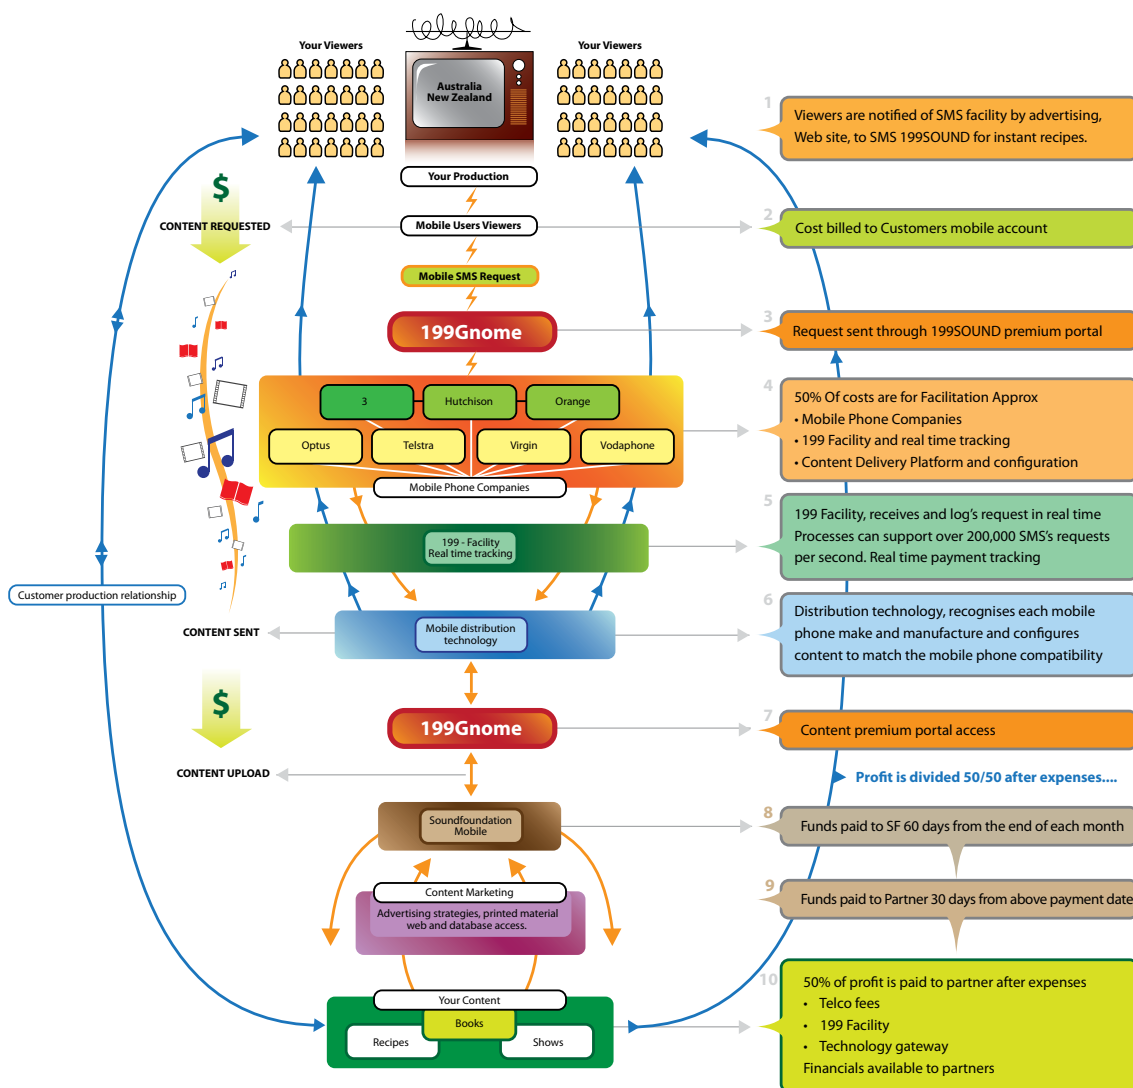 Your Viewers
Your Viewers
Australia
New Zealand
Your Production
$
CONTENT REQUESTED
Mobile Users Viewers
Mobile SMS Request
199Gnome
3
Hutchison
Orange
Optus
Telstra
Virgin
Vodaphone
Mobile Phone Companies
199 - Facility
Real time tracking
Customer production relationship
CONTENT SENT
Mobile distribution
technology
$
199Gnome
CONTENT UPLOAD
Soundfoundation
Mobile
Content Marketing
Advertising strategies, printed material
web and database access.
Your Content
Books
Recipes
Shows
1
Viewers are notified of SMS facility by advertising,
Web site, to SMS 199SOUND for instant recipes.
2
Cost billed to Customers mobile account
3
Request sent through 199SOUND premium portal
4
50% Of costs are for Facilitation Approx
• Mobile Phone Companies
• 199 Facility and real time tracking
• Content Delivery Platform and configuration
5
199 Facility, receives and log's request in real time
Processes can support over 200,000 SMS's requests
per second. Real time payment tracking
6
Distribution technology, recognises each mobile
phone make and manufacture and configures
content to match the mobile phone compatibility
7
Content premium portal access
Profit is divided 50/50 after expenses....
8
Funds paid to SF 60 days from the end of each month
9
Funds paid to Partner 30 days from above payment date
10
50% of profit is paid to partner after expenses
• Telco fees
• 199 Facility
• Technology gateway
Financials available to partners